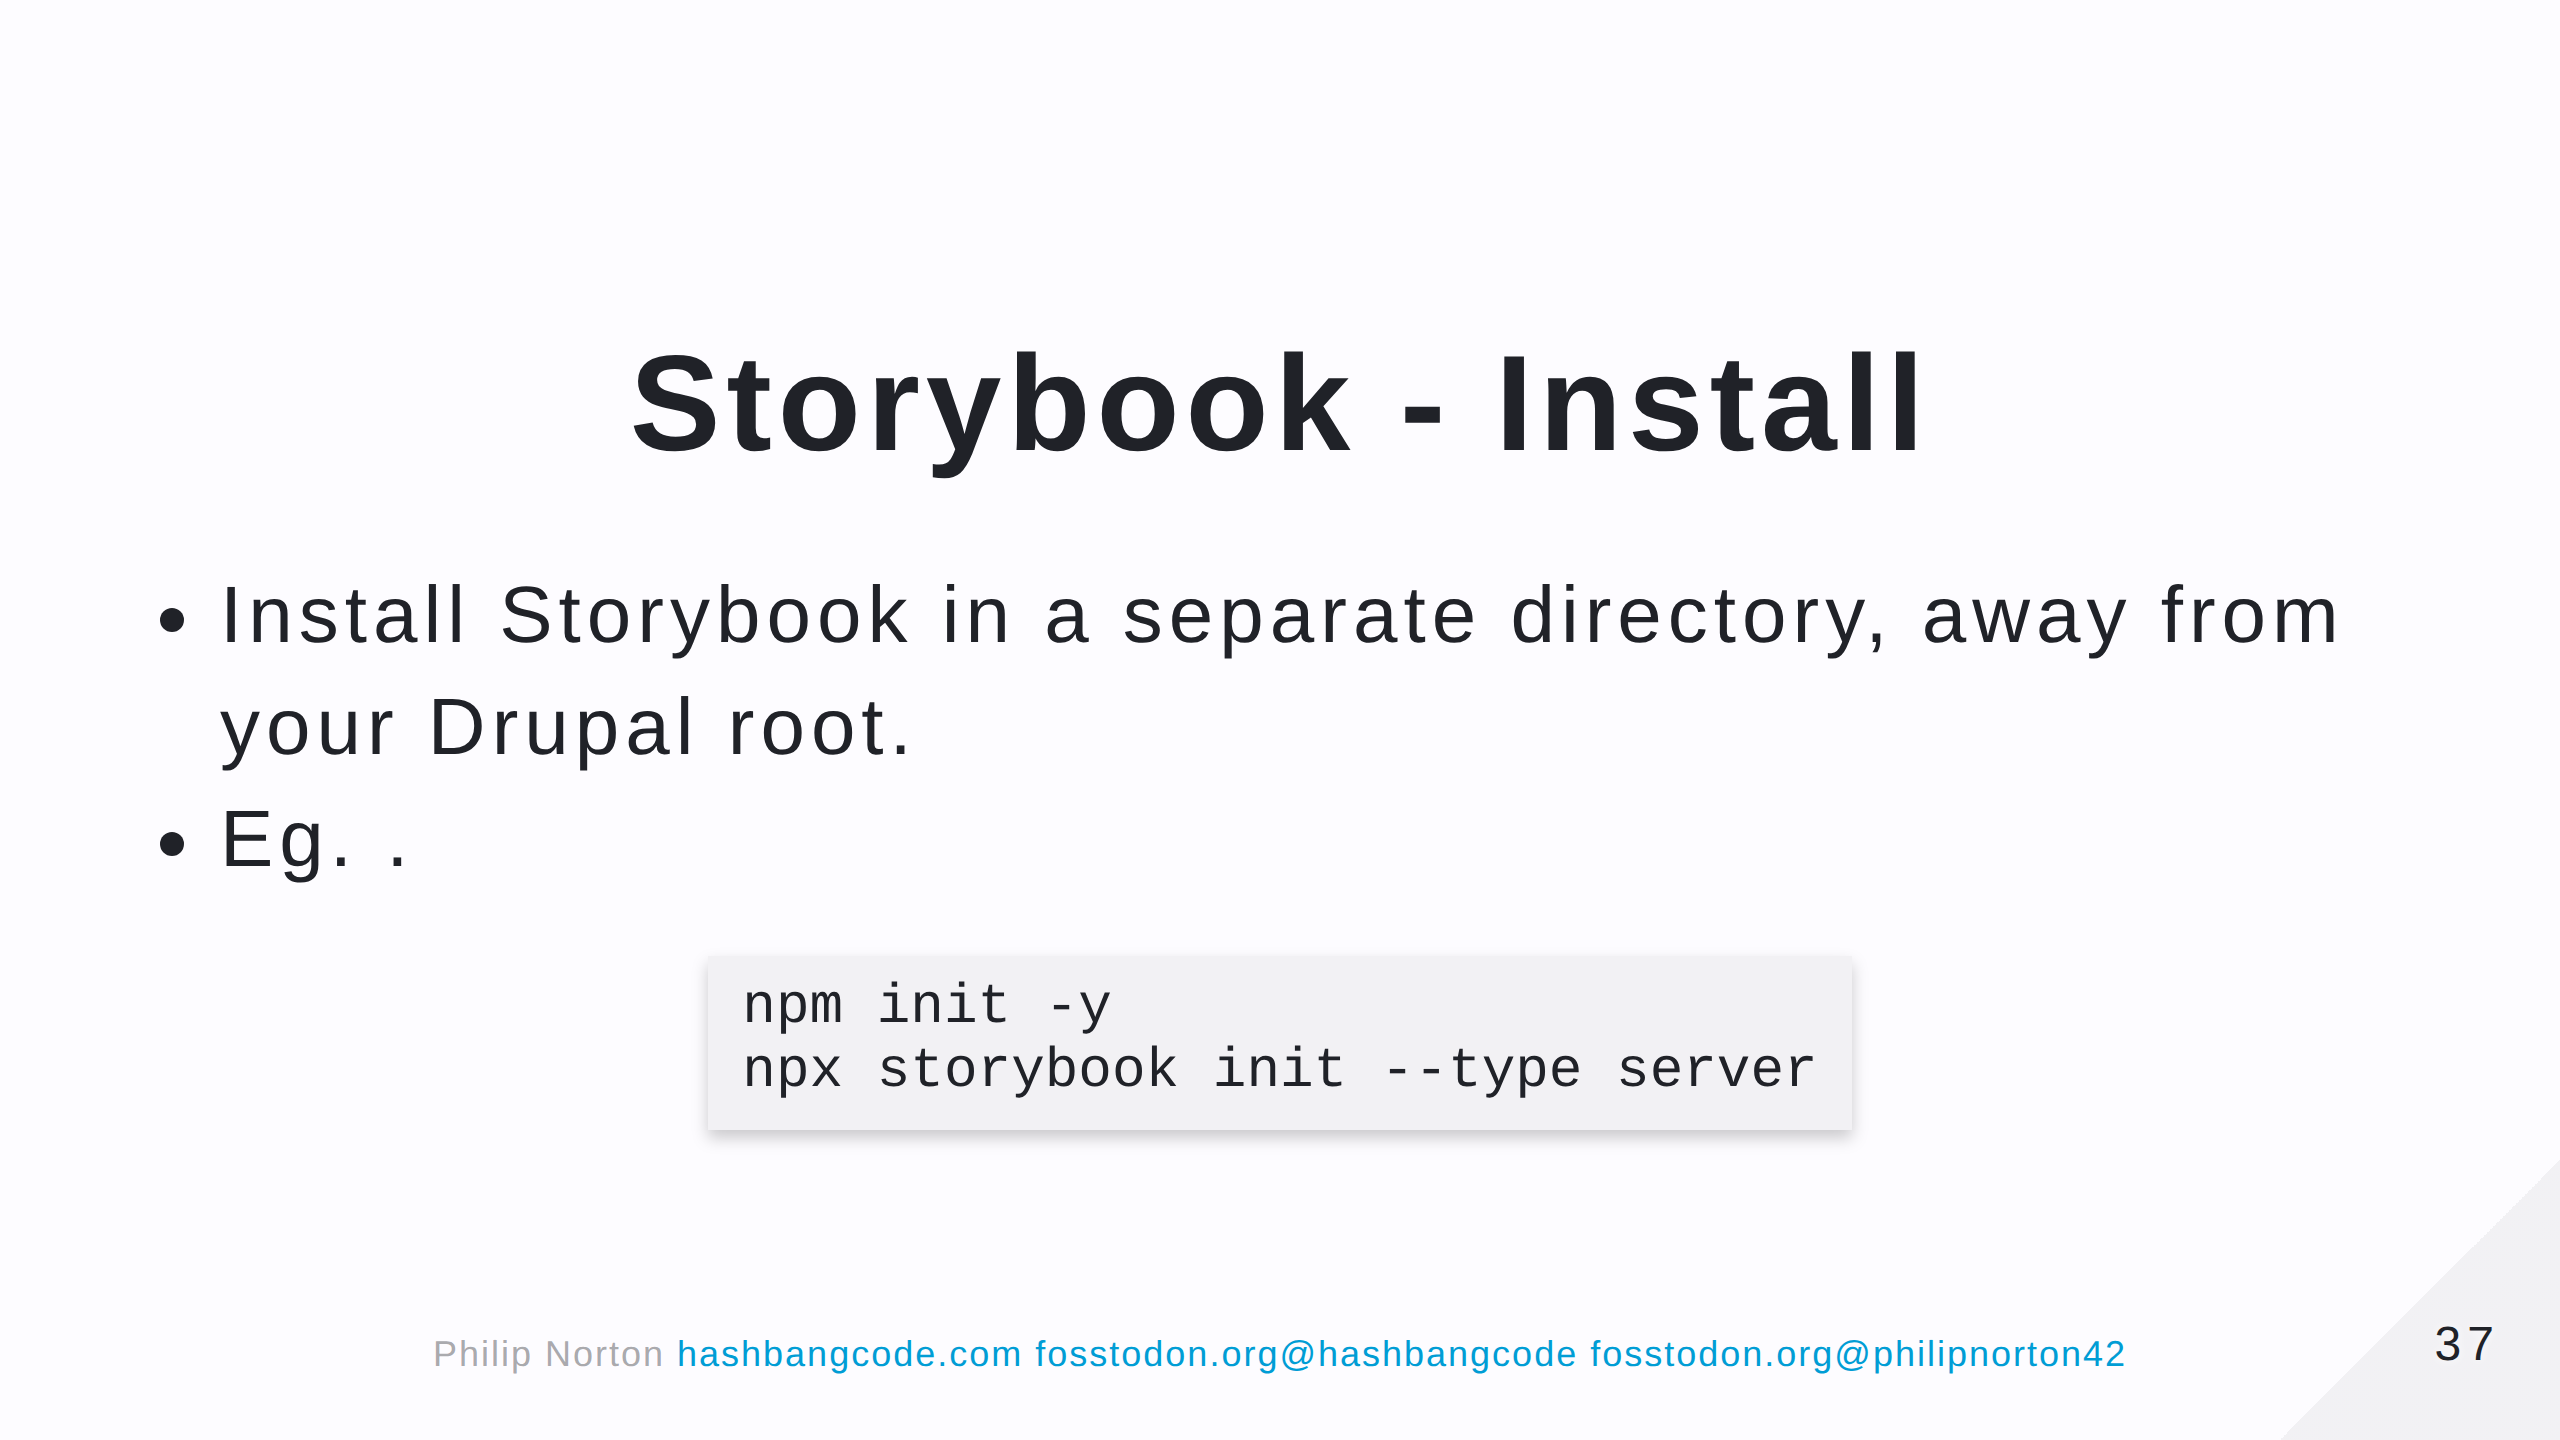 Storybook - Install
• Install Storybook in a separate directory, away from
your Drupal root.
• Eg. .
npm init -y
npx storybook init --type server
Philip Norton hashbangcode.com fosstodon.org@hashbangcode fosstodon.org@philipnorton42
37